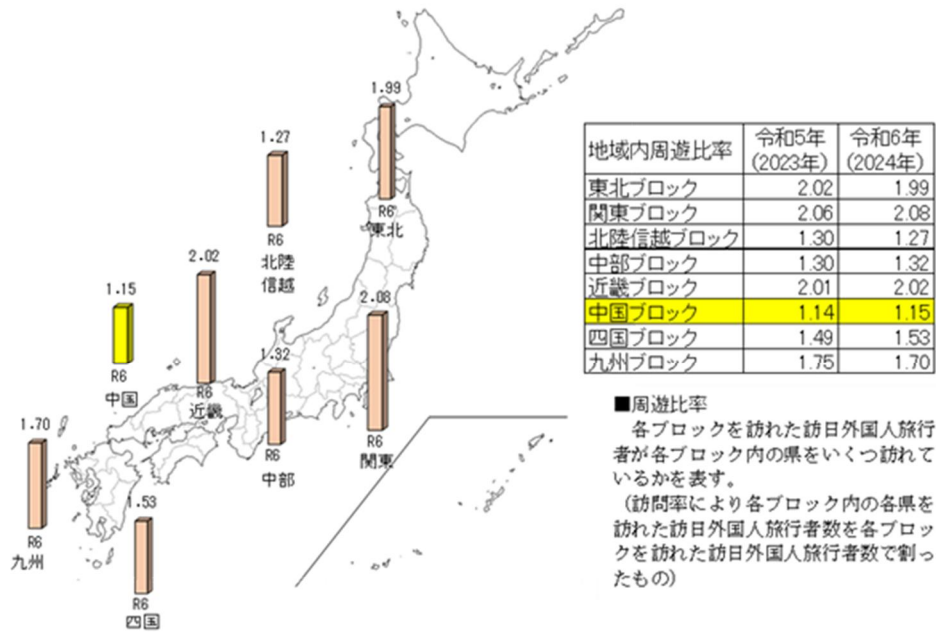 1.99
R6
東北
1.27
R6
北陸
信越
2.02
R6
近畿
1.15
R6
中国
2.08
R6
関東
1.32
R6
中部
1.70
R6
九州
1.53
R6
四国
地域内周遊比率 令和5年(2023年) 令和6年(2024年)
東北ブロック 2.02 1.99
関東ブロック 2.06 2.08
北陸信越ブロック 1.30 1.27
中部ブロック 1.30 1.32
近畿ブロック 2.01 2.02
中国ブロック 1.14 1.15
四国ブロック 1.49 1.53
九州ブロック 1.75 1.70
■周遊比率
各ブロックを訪れた訪日外国人旅行
者が各ブロック内の県をいくつ訪れて
いるかを表す。
(訪問率により各ブロック内の各県を
訪れた訪日外国人旅行者数を各ブロッ
クを訪れた訪日外国人旅行者数で割っ
たもの)